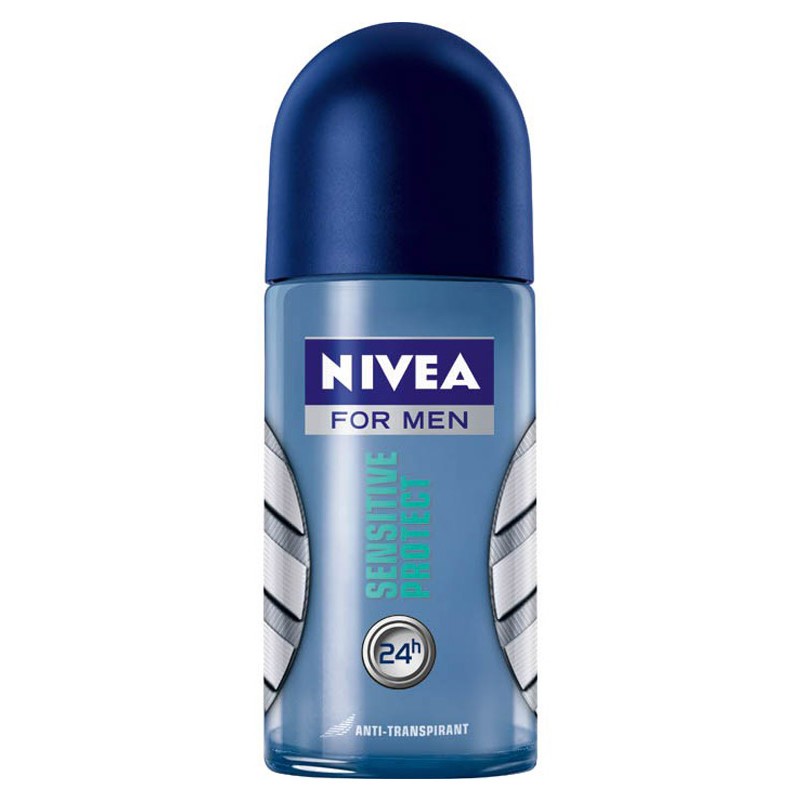 NIVEA
FOR MEN
SENSITIVE
PROTECT
24h
ANTI-TRANSPIRANT